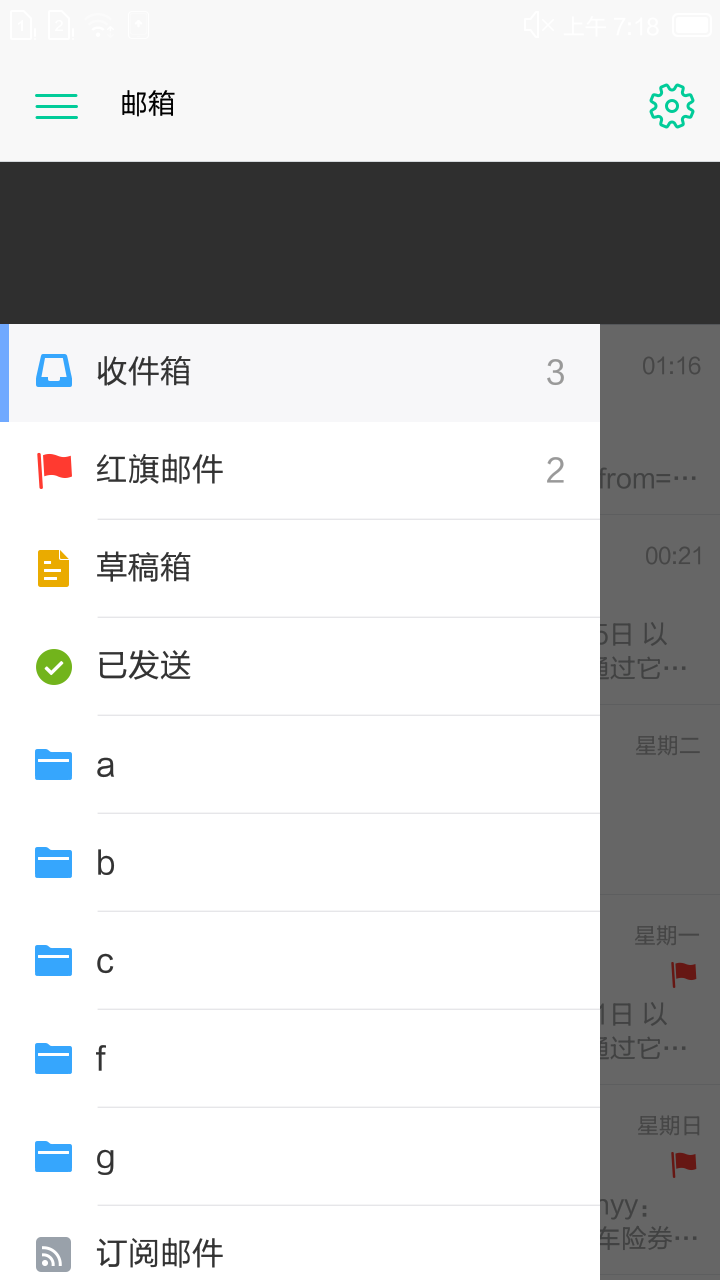 上午 7:18
邮箱
收件箱 3
01:16
红旗邮件 2
from=···
草稿箱
00:21
5日 以
已发送
通过它···
a
星期二
b
c
星期一
1日 以
f
通过它···
g
星期日
nyy：
订阅邮件
车险券···